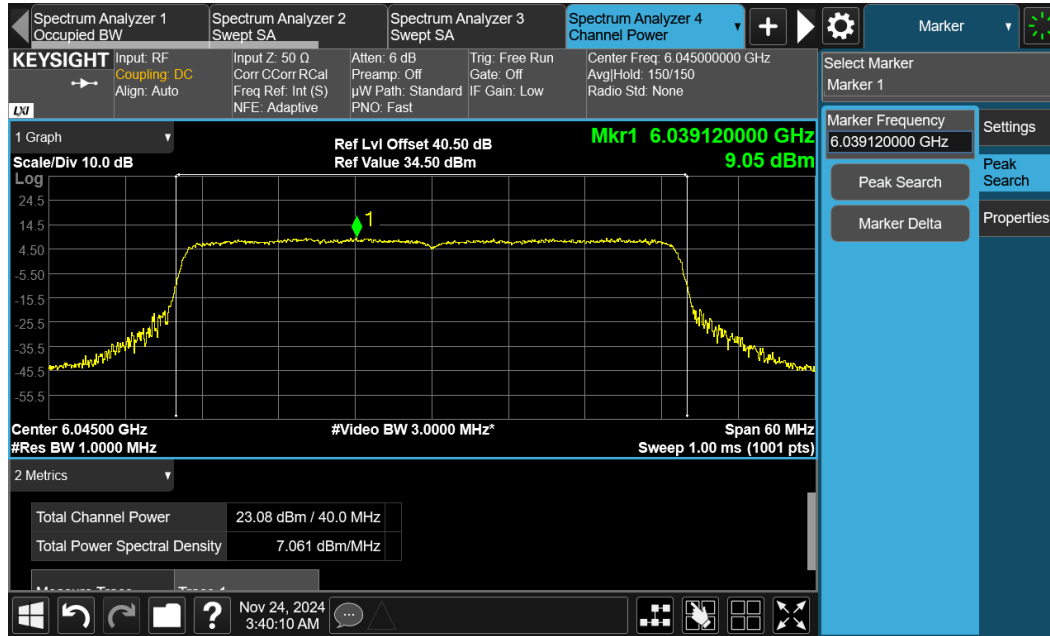 Spectrum Analyzer 1
Occupied BW
Spectrum Analyzer 2
Swept SA
Spectrum Analyzer 3
Swept SA
Spectrum Analyzer 4
Channel Power
Marker
KEYSIGHT
LXI
Input: RF
Coupling: DC
Align: Auto
Input Z: 50 Ω
Corr CCorr RCal
Freq Ref: Int (S)
NFE: Adaptive
Atten: 6 dB
Preamp: Off
µW Path: Standard
PNO: Fast
Trig: Free Run
Gate: Off
IF Gain: Low
Center Freq: 6.045000000 GHz
Avg|Hold: 150/150
Radio Std: None
Select Marker
Marker 1
Marker Frequency
6.039120000 GHz
Peak Search
Marker Delta
Settings
Peak
Search
Properties
1 Graph
Scale/Div 10.0 dB
Ref Lvl Offset 40.50 dB
Ref Value 34.50 dBm
Mkr1 6.039120000 GHz
9.05 dBm
Log
24.5
14.5
4.50
-5.50
-15.5
-25.5
-35.5
-45.5
-55.5
1
Center 6.04500 GHz
#Res BW 1.0000 MHz
#Video BW 3.0000 MHz*
Span 60 MHz
Sweep 1.00 ms (1001 pts)
2 Metrics
Total Channel Power 23.08 dBm / 40.0 MHz
Total Power Spectral Density 7.061 dBm/MHz
Measure Trace Trace 1
Nov 24, 2024
3:40:10 AM